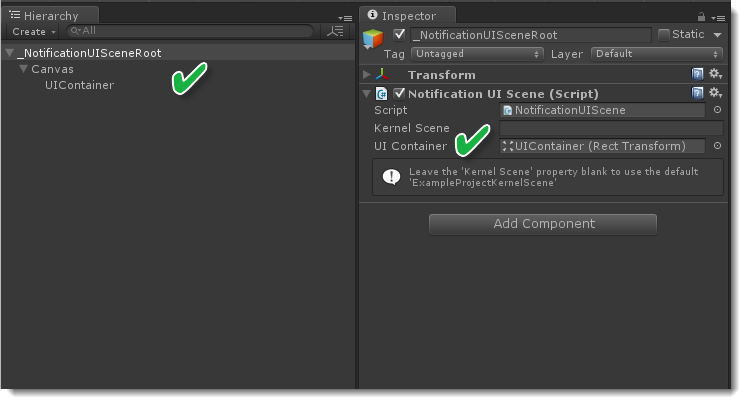 Hierarchy
Create
All
_NotificationUISceneRoot
Canvas
UIContainer
Inspector
_NotificationUISceneRoot
Static
Tag Untagged Layer Default
Transform
Notification UI Scene (Script)
Script NotificationUIScene
Kernel Scene
UI Container UIContainer (Rect Transform)
Leave the 'Kernel Scene' property blank to use the default
'ExampleProjectKernelScene'
Add Component